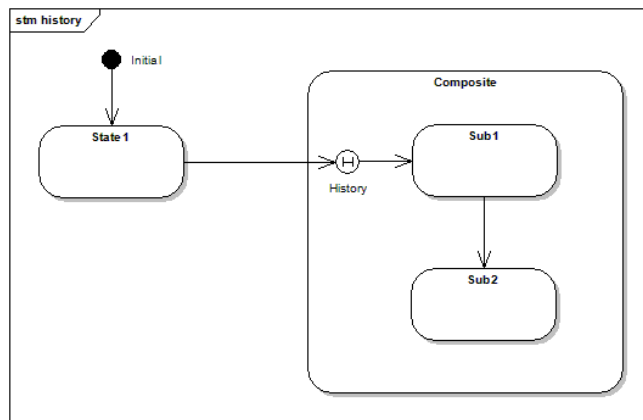 stm history
Initial
Composite
State1
Sub1
H
History
Sub2